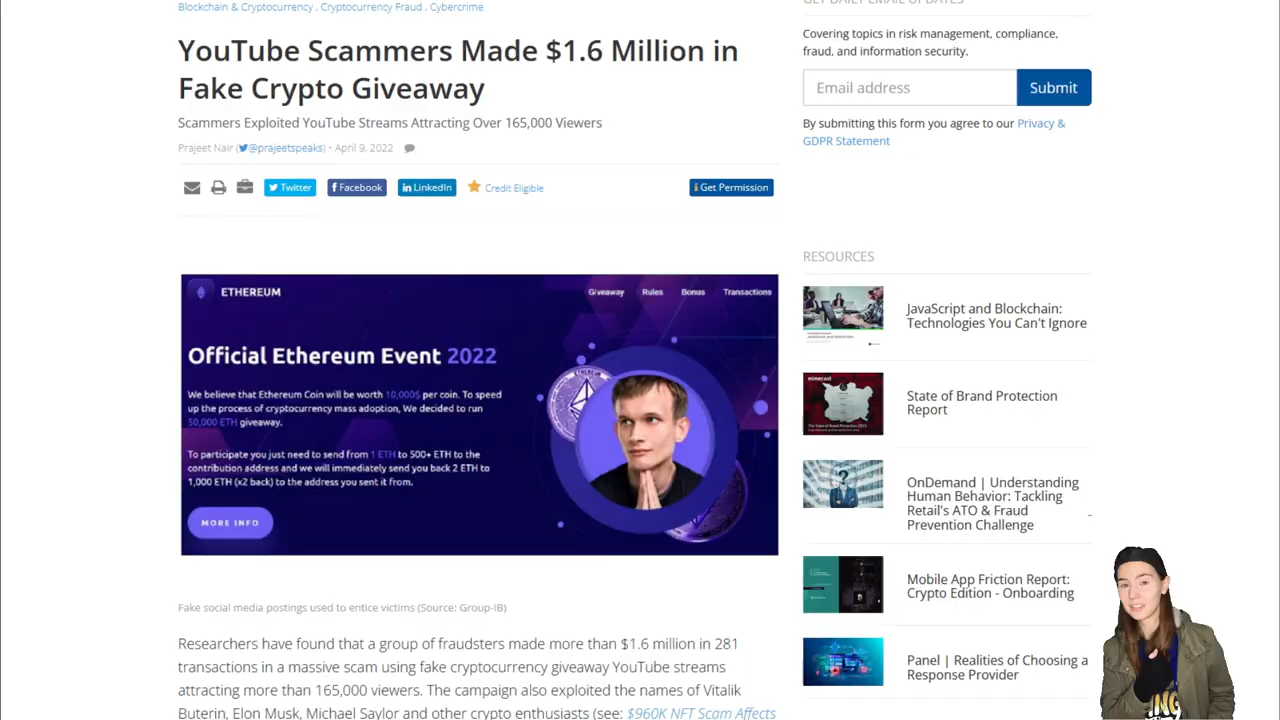 Blockchain & Cryptocurrency , Cryptocurrency Fraud , Cybercrime
YouTube Scammers Made $1.6 Million in
Fake Crypto Giveaway
Scammers Exploited YouTube Streams Attracting Over 165,000 Viewers
Prajeet Nair (@prajeetspeaks) • April 9, 2022
Twitter
Facebook
LinkedIn
Credit Eligible
Get Permission
ETHEREUM
Giveaway Rules Bonus Transactions
Official Ethereum Event 2022
We believe that Ethereum Coin will be worth 10,000$ per coin. To speed
up the process of cryptocurrency mass adoption, We decided to run
50,000 ETH giveaway.
To participate you just need to send from 1 ETH to 500+ ETH to the
contribution address and we will immediately send you back 2 ETH to
1,000 ETH (x2 back) to the address you sent it from.
MORE INFO
Fake social media postings used to entice victims (Source: Group-IB)
Researchers have found that a group of fraudsters made more than $1.6 million in 281
transactions in a massive scam using fake cryptocurrency giveaway YouTube streams
attracting more than 165,000 viewers. The campaign also exploited the names of Vitalik
Buterin, Elon Musk, Michael Saylor and other crypto enthusiasts (see: $960K NFT Scam Affects
GET DAILY EMAIL UPDATES
Covering topics in risk management, compliance,
fraud, and information security.
Email address
Submit
By submitting this form you agree to our Privacy &
GDPR Statement
RESOURCES
JavaScript and Blockchain:
Technologies You Can't Ignore
State of Brand Protection
Report
OnDemand | Understanding
Human Behavior: Tackling
Retail's ATO & Fraud
Prevention Challenge
Mobile App Friction Report:
Crypto Edition - Onboarding
Panel | Realities of Choosing a
Response Provider